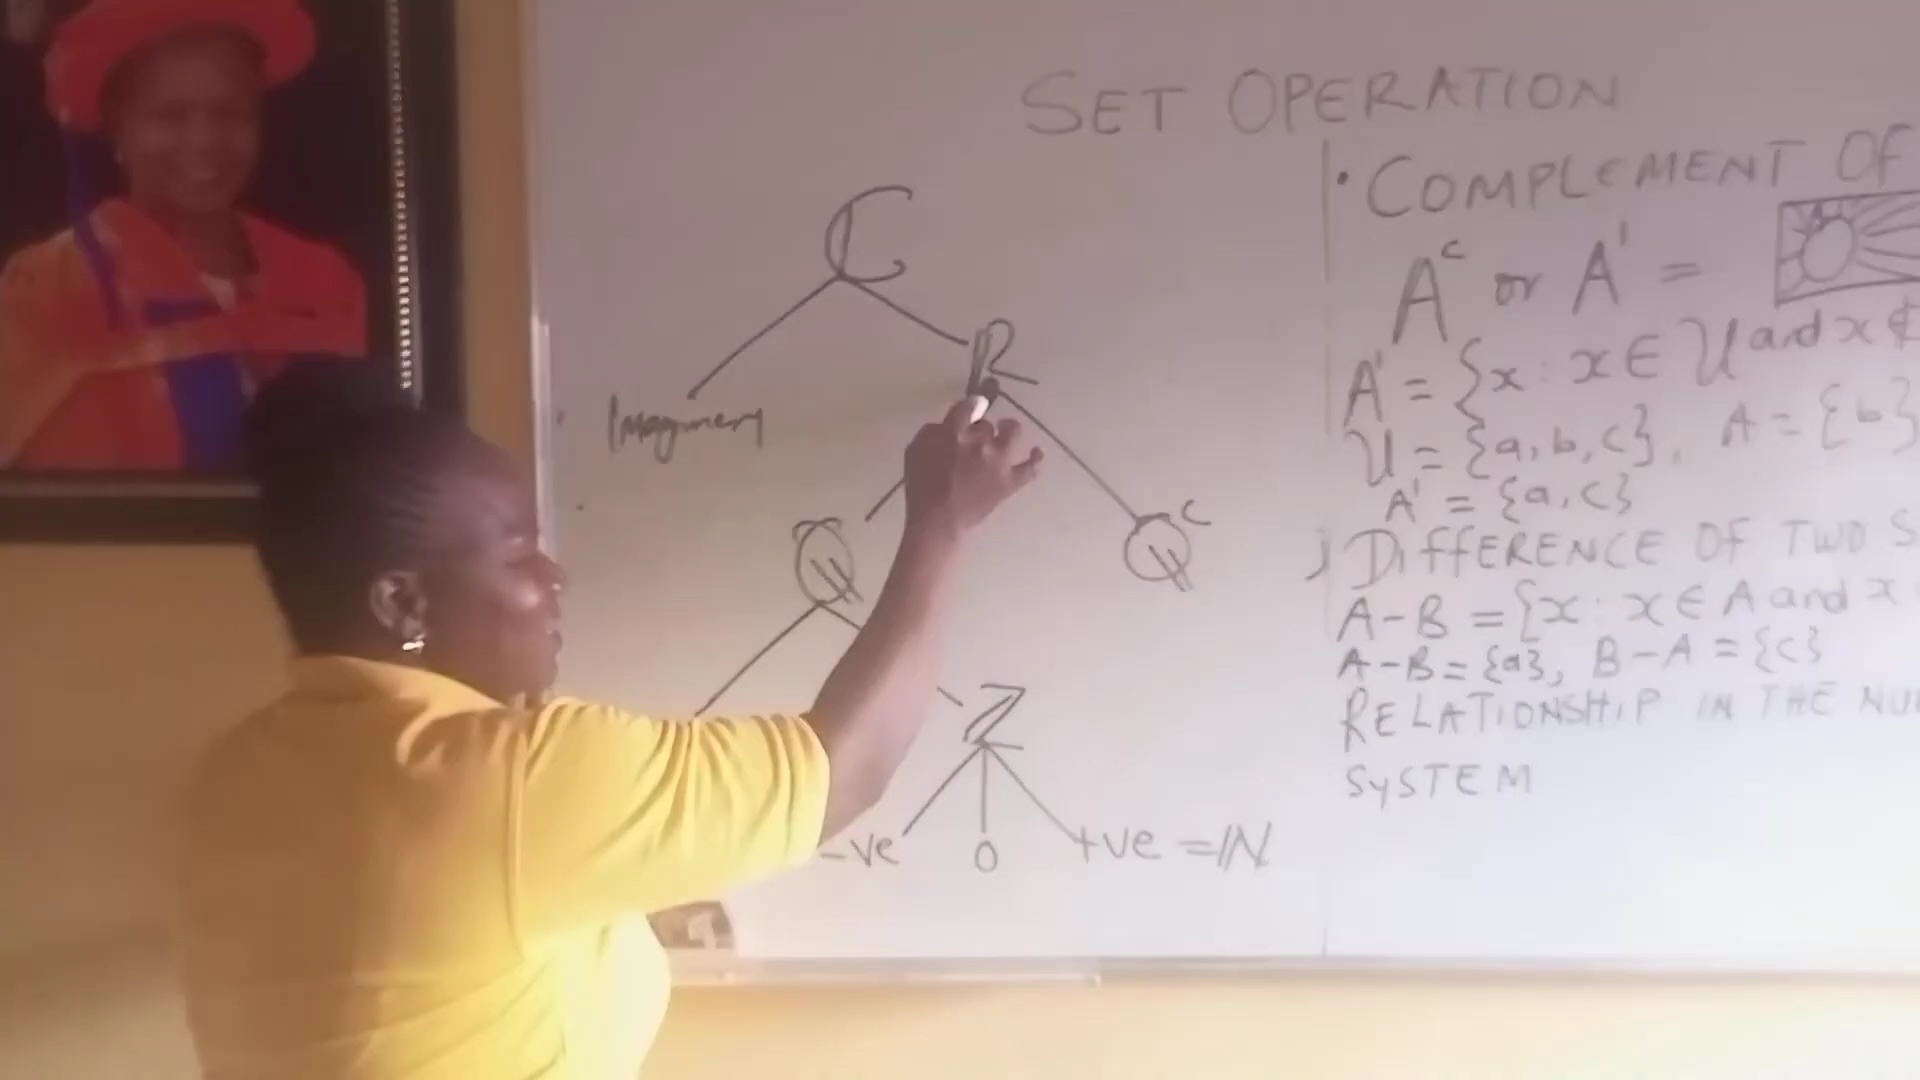 SET OPERATION
C
R
Imaginary
Q
Q^c
Z
-ve 0 +ve = N
• COMPLEMENT OF
A^c or A' =
A' = {x : x ∈ U and x ∉
U = {a, b, c}, A = {b}
A' = {a, c}
) DiffERENCE OF TWO S
A-B = {x : x ∈ A and x
A-B = {a}, B-A = {c}
RELATIONSHIP IN THE NU
SySTEM